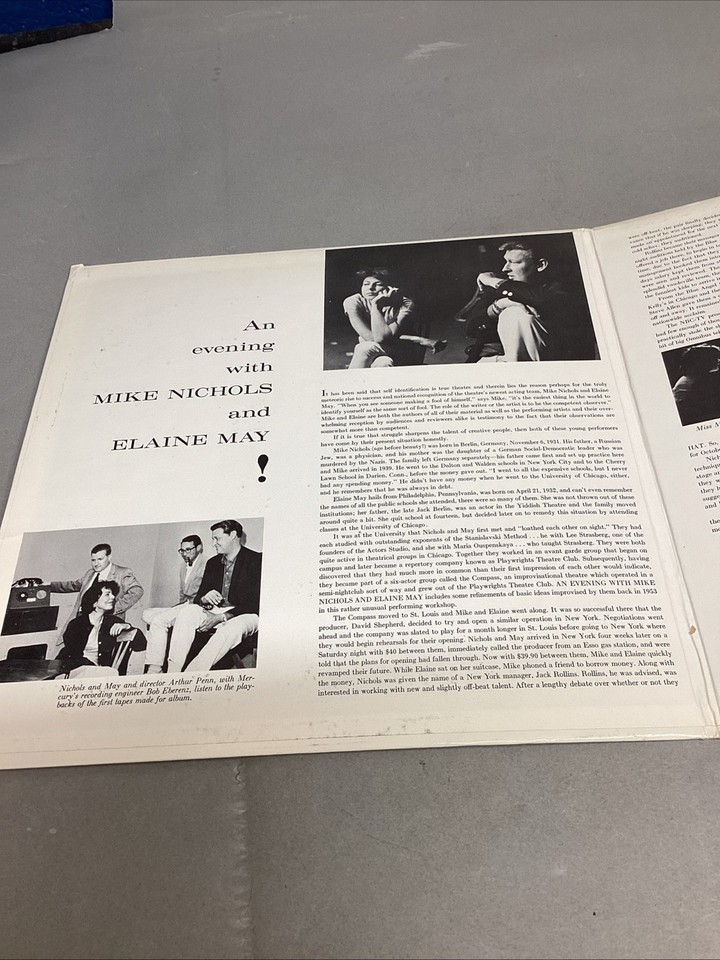 An
evening
with
MIKE NICHOLS
and
ELAINE MAY
!
Nichols and May and director Arthur Penn, with Mer-
cury's recording engineer Bob Eberenz, listen to the play-
backs of the first tapes made for album.
It has been said that self identification is true theatre and therein lies the reason perhaps for the truly
meteoric rise to success and national recognition of the theatre's newest acting team, Mike Nichols and Elaine
May. "When you see someone making a fool of himself," says Mike, "it's the easiest thing in the world to
identify yourself as the same sort of fool. The role of the writer or the artist is to be the competent observer."
Mike and Elaine are both the authors of all of their material as well as the performing artists and their over-
whelming reception by audiences and reviewers alike is testimony to the fact that their observations are
somewhat more than competent.
If it is true that struggle sharpens the talent of creative people, then both of these young performers
have come by their present situation honestly.
Mike Nichols (age before beauty!) was born in Berlin, Germany, November 6, 1931. His father, a Russian
Jew, was a physician, and his mother was the daughter of a German Social-Democratic leader who was
murdered by the Nazis. The family left Germany separately—his father came first and set up practice here
and Mike arrived in 1939. He went to the Dalton and Walden schools in New York City and to the Cherry
Lawn School in Darien, Conn., before the money gave out. "I went to all the expensive schools, but I never
had any spending money." He didn't have any money when he went to the University of Chicago, either,
and he remembers that he was always in debt.
Elaine May hails from Philadelphia, Pennsylvania, was born on April 21, 1932, and can't even remember
the names of all the public schools she attended, there were so many of them. She was not thrown out of these
institutions; her father, the late Jack Berlin, was an actor in the Yiddish Theatre and the family moved
around quite a bit. She quit school at fourteen, but decided later on to remedy this situation by attending
classes at the University of Chicago.
It was at the University that Nichols and May first met and "loathed each other on sight." They had
each studied with outstanding exponents of the Stanislavski Method . . . he with Lee Strasberg, one of the
founders of the Actors Studio, and she with Maria Ouspenskaya . . . who taught Strasberg. They were both
quite active in theatrical groups in Chicago. Together they worked in an avant garde group that began on
campus and later became a repertory company known as Playwrights Theatre Club. Subsequently, having
discovered that they had much more in common than their first impression of each other would indicate,
they became part of a six-actor group called the Compass, an improvisational theatre which operated in a
semi-nightclub sort of way and grew out of the Playwrights Theatre Club. AN EVENING WITH MIKE
NICHOLS AND ELAINE MAY includes some refinements of basic ideas improvised by them back in 1953
in this rather unusual performing workshop.
The Compass moved to St. Louis and Mike and Elaine went along. It was so successful there that the
producer, David Shepherd, decided to try and open a similar operation in New York. Negotiations went
ahead and the company was slated to play for a month longer in St. Louis before going to New York where
they would begin rehearsals for their opening. Nichols and May arrived in New York four weeks later on a
Saturday night with $40 between them, immediately called the producer from an Esso gas station, and were
told that the plans for opening had fallen through. Now with $39.90 between them, Mike and Elaine quickly
revamped their future. While Elaine sat on her suitcase, Mike phoned a friend to borrow money. Along with
the money, Nichols was given the name of a New York manager, Jack Rollins. Rollins, he was advised, was
interested in working with new and slightly off-beat talent. After a lengthy debate over whether or not they
Miss M
HAT. So,
for October
Nich
technique
stage a
they w